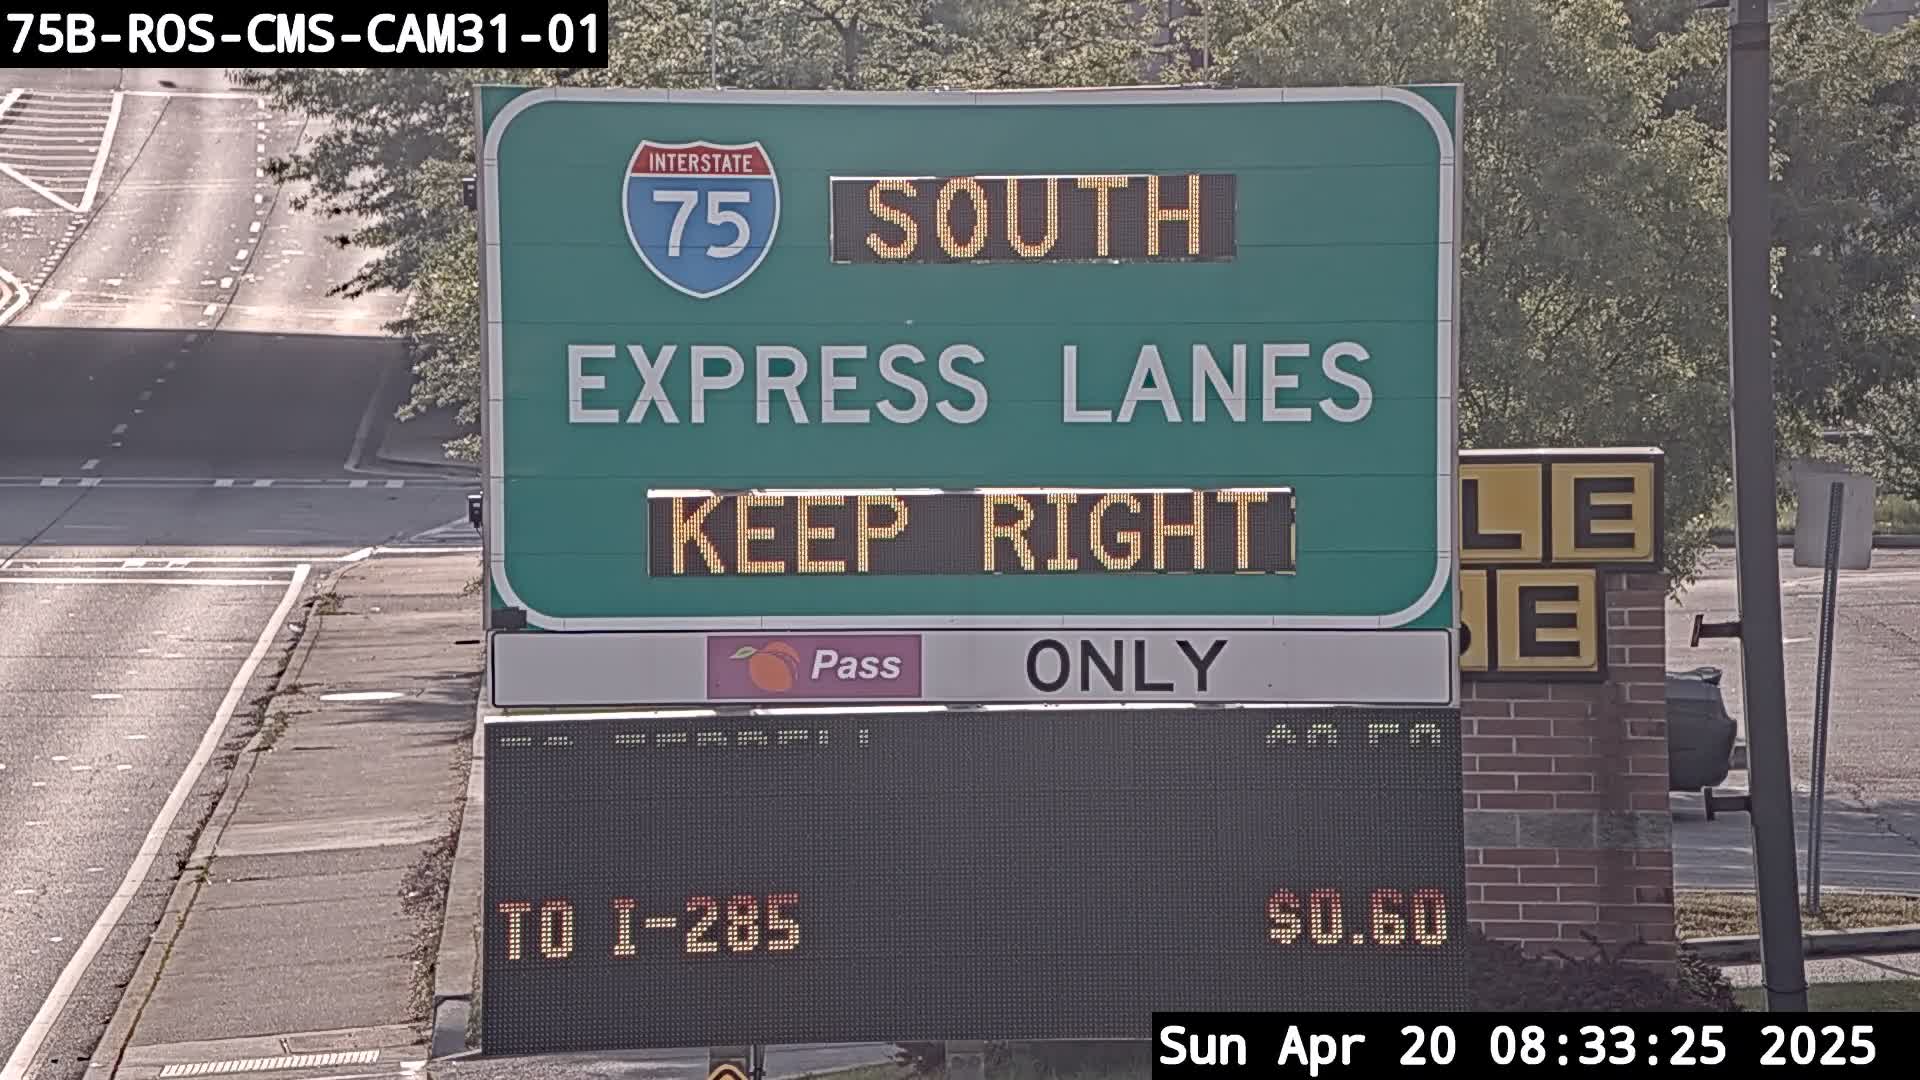 75B-ROS-CMS-CAM31-01
INTERSTATE
75
SOUTH
EXPRESS LANES
KEEP RIGHT
Pass ONLY
TO I-285 $0.60
LE
E
Sun Apr 20 08:33:25 2025